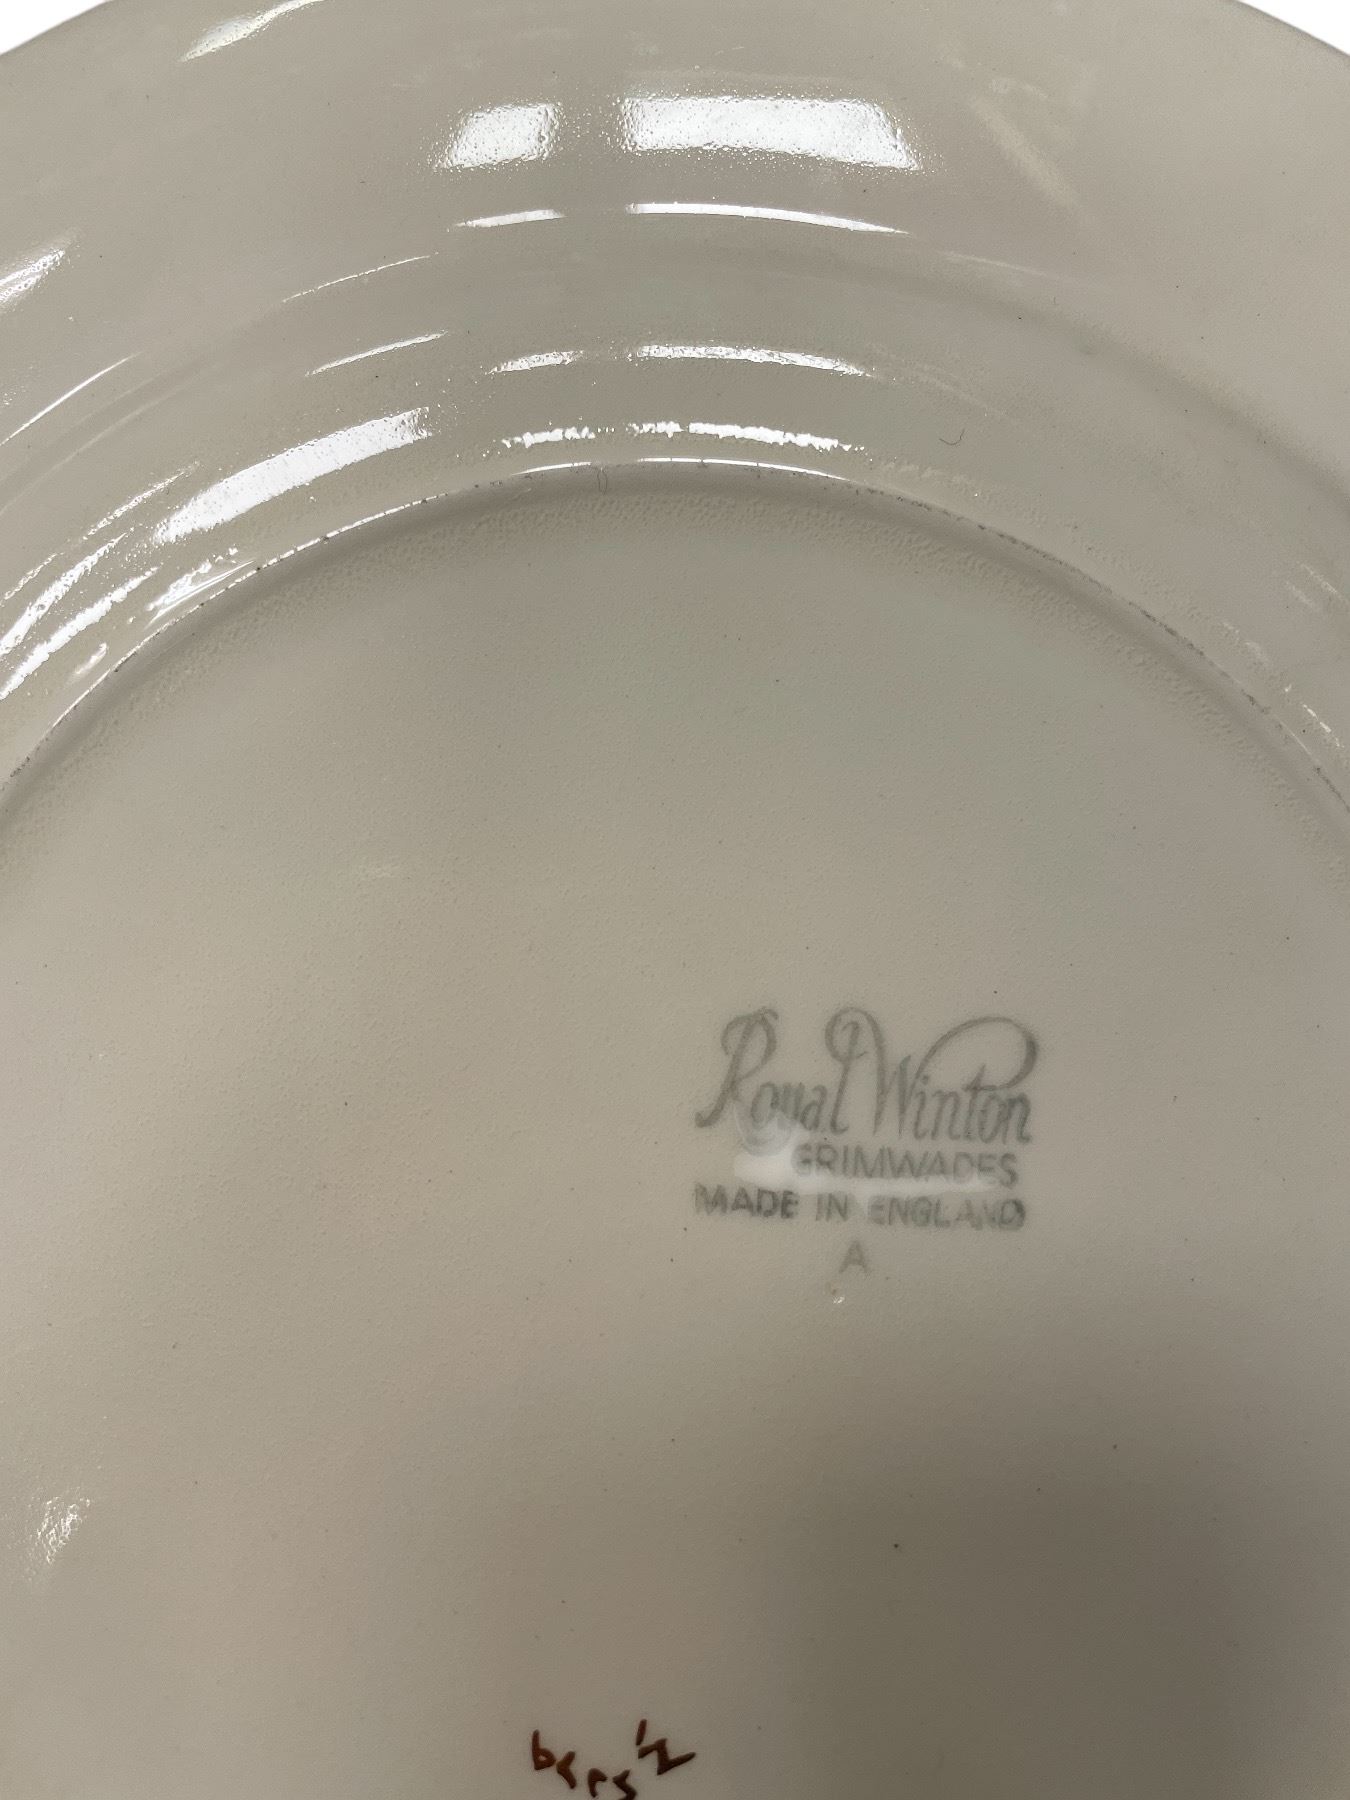 Royal Winton
GRIMWADES
MADE IN ENGLAND
A